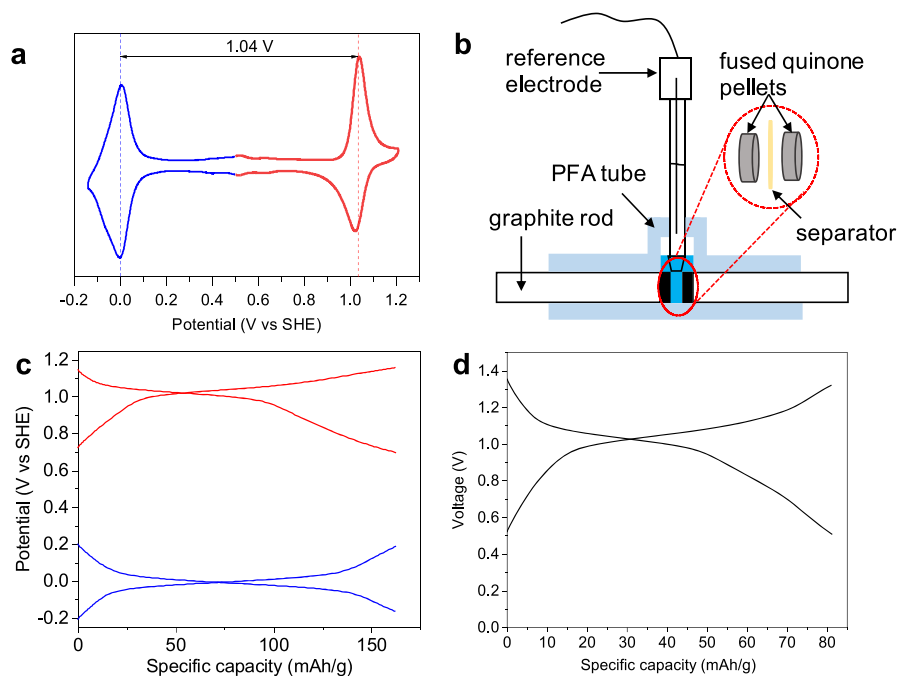 a
1.04 V
-0.2 0.0 0.2 0.4 0.6 0.8 1.0 1.2
Potential (V vs SHE)
b
reference
electrode
fused quinone
pellets
PFA tube
graphite rod
separator
c
1.2
1.0
0.8
0.6
0.4
0.2
0.0
-0.2
Potential (V vs SHE)
0 50 100 150
Specific capacity (mAh/g)
d
1.4
1.2
1.0
0.8
0.6
0.4
0.2
0.0
Voltage (V)
0 10 20 30 40 50 60 70 80
Specific capacity (mAh/g)